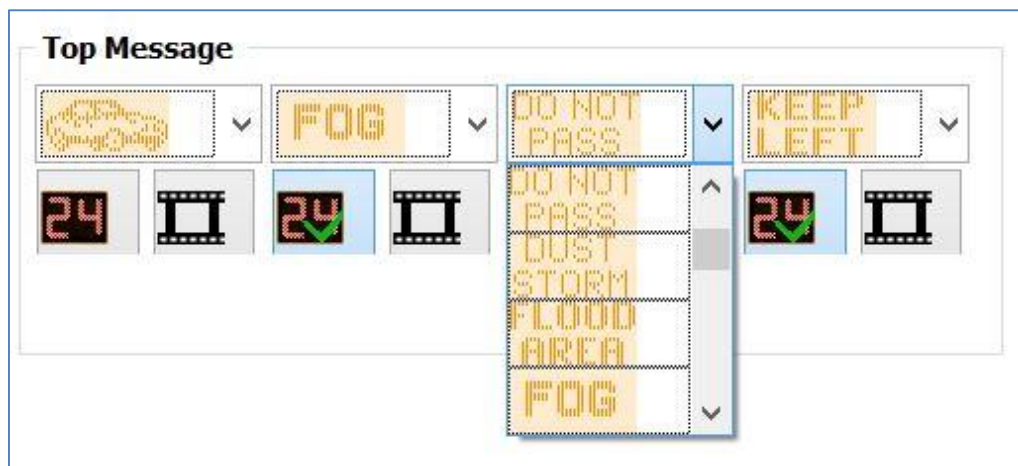 Top Message
FOG
DO NOT
PASS
KEEP
LEFT
24
24
24
DO NOT
PASS
DUST
STORM
FLOOD
AREA
FOG